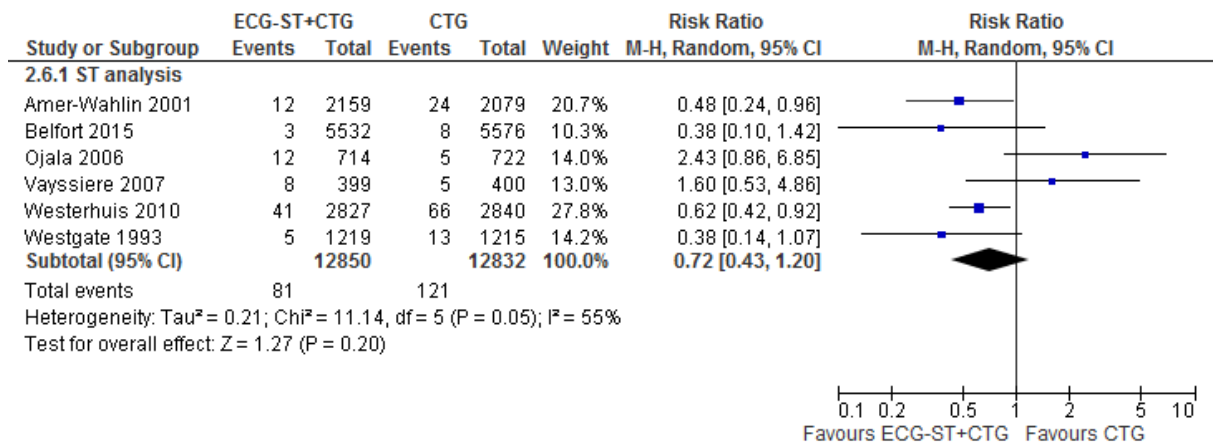 ECG-ST+CTG CTG Risk Ratio Risk Ratio
Study or Subgroup Events Total Events Total Weight M-H, Random, 95% CI M-H, Random, 95% CI
2.6.1 ST analysis
Amer-Wahlin 2001 12 2159 24 2079 20.7% 0.48 [0.24, 0.96]
Belfort 2015 3 5532 8 5576 10.3% 0.38 [0.10, 1.42]
Ojala 2006 12 714 5 722 14.0% 2.43 [0.86, 6.85]
Vayssiere 2007 8 399 5 400 13.0% 1.60 [0.53, 4.86]
Westerhuis 2010 41 2827 66 2840 27.8% 0.62 [0.42, 0.92]
Westgate 1993 5 1219 13 1215 14.2% 0.38 [0.14, 1.07]
Subtotal (95% CI) 12850 12832 100.0% 0.72 [0.43, 1.20]
Total events 81 121
Heterogeneity: Tau² = 0.21; Chi² = 11.14, df = 5 (P = 0.05); I² = 55%
Test for overall effect: Z = 1.27 (P = 0.20)
0.1 0.2 0.5 1 2 5 10
Favours ECG-ST+CTG Favours CTG